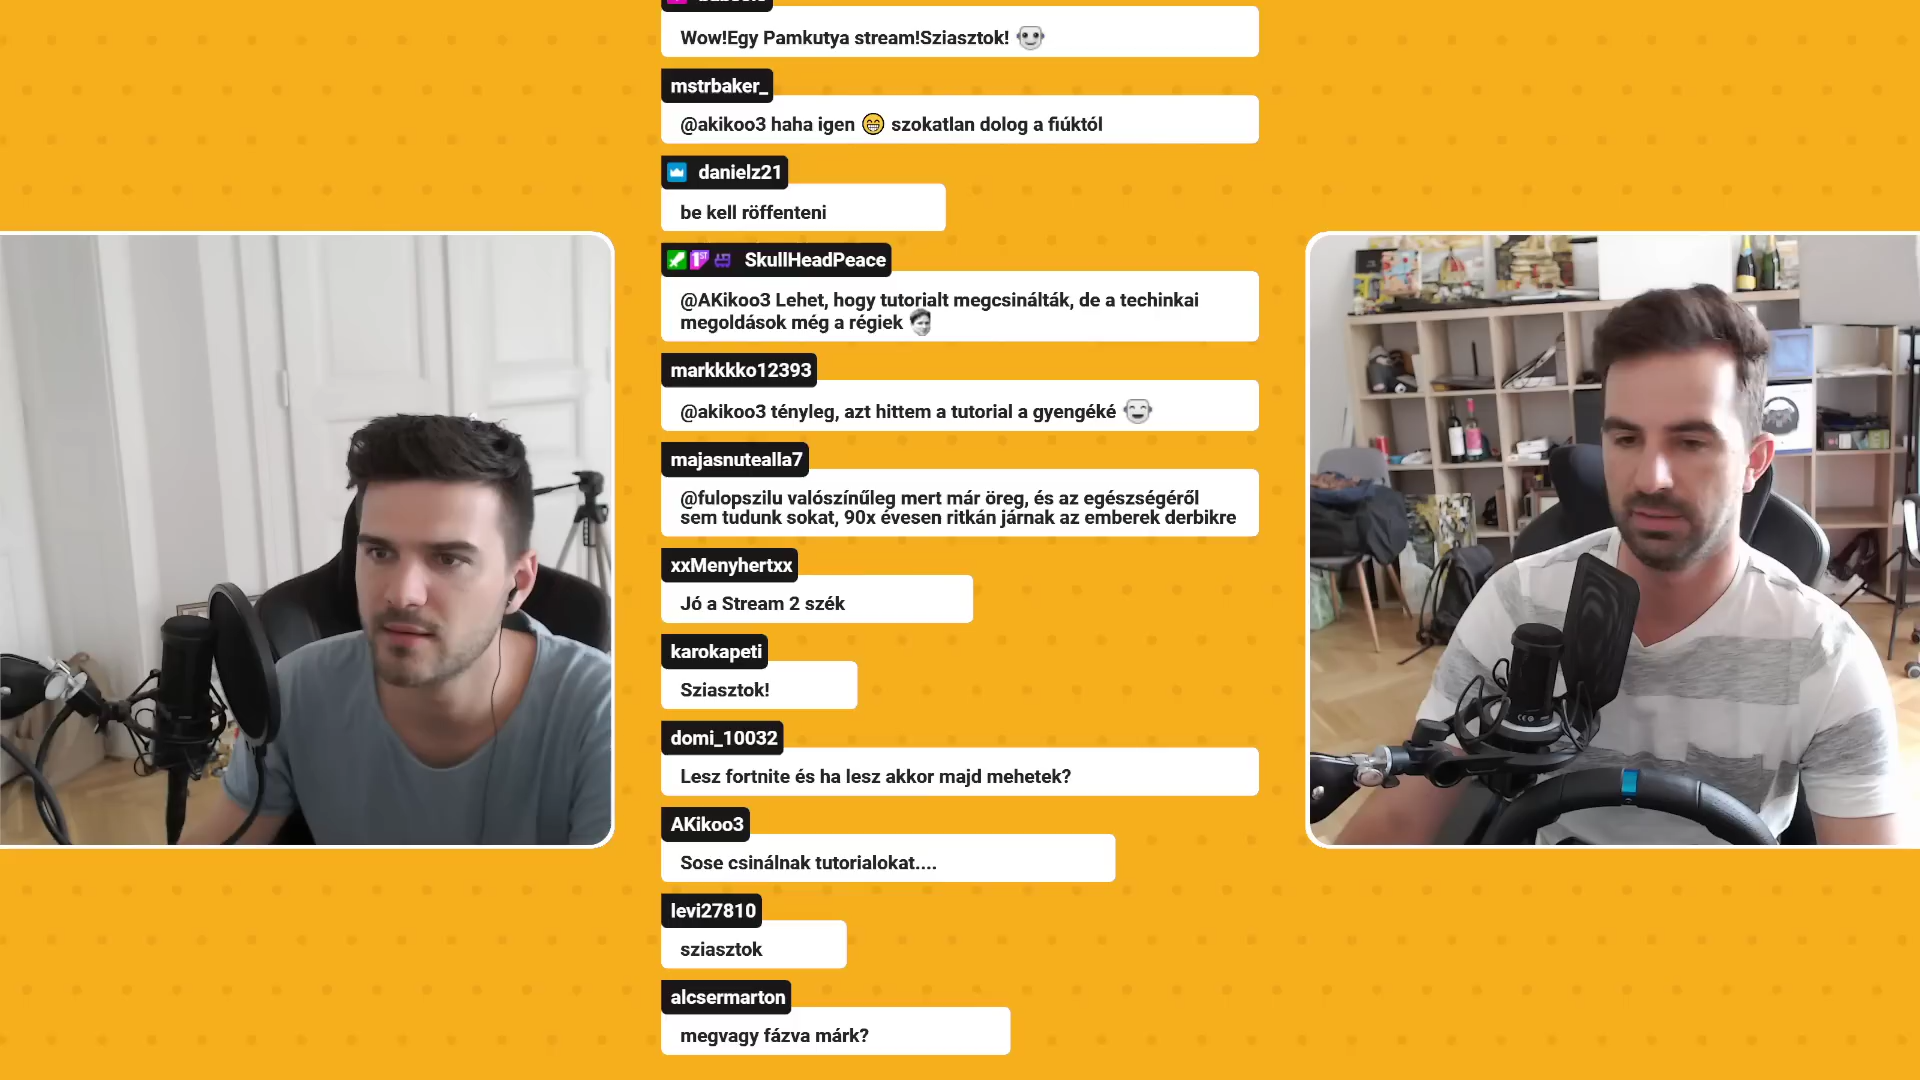 Wow!Egy Pamkutya stream!Sziasztok!
mstrbaker_
@akikoo3 haha igen 😁 szokatlan dolog a fiúktól
danielz21
be kell röffenteni
1ST SkullHeadPeace
@AKikoo3 Lehet, hogy tutorialt megcsinálták, de a techinkai
megoldások még a régiek
markkkko12393
@akikoo3 tényleg, azt hittem a tutorial a gyengéké
majasnutealla7
@fulopszilu valószínűleg mert már öreg, és az egészségéről
sem tudunk sokat, 90x évesen ritkán járnak az emberek derbikre
xxMenyhertxx
Jó a Stream 2 szék
karokapeti
Sziasztok!
domi_10032
Lesz fortnite és ha lesz akkor majd mehetek?
AKikoo3
Sose csinálnak tutorialokat....
levi27810
sziasztok
alcsermarton
megvagy fázva márk?